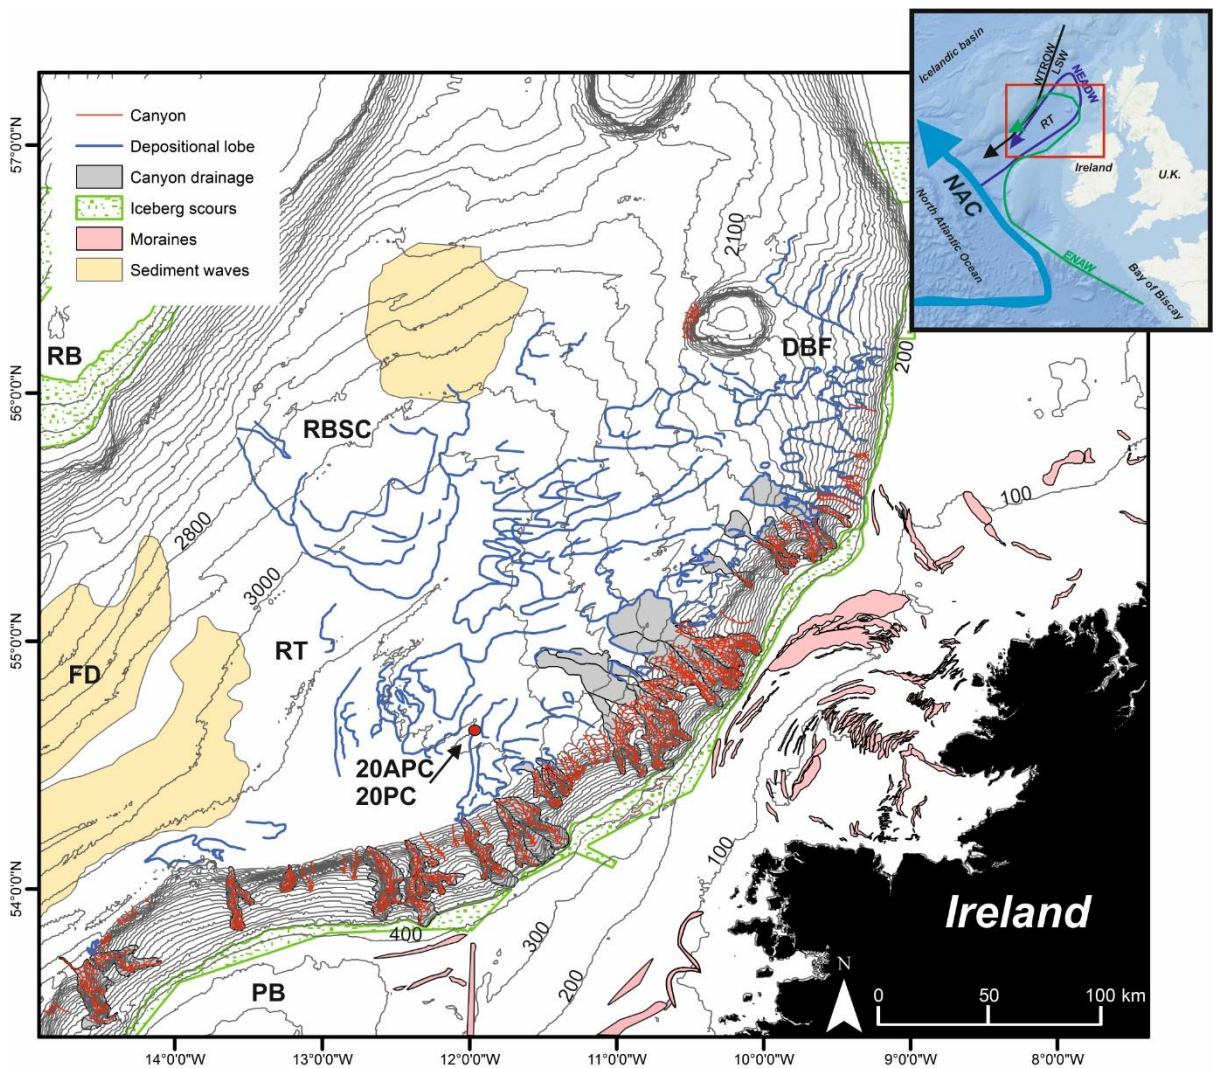 Canyon
Depositional lobe
Canyon drainage
Iceberg scours
Moraines
Sediment waves
Icelandic basin
WTROW
LSW
NEADW
RT
Ireland
U.K.
NAC
North Atlantic Ocean
ENAW
Bay of Biscay
57°0'0"N
56°0'0"N
55°0'0"N
54°0'0"N
2100
200
DBF
RB
RBSC
100
2800
3000
RT
FD
20APC
20PC
100
400
300
200
PB
Ireland
N
0 50 100 km
14°0'0"W 13°0'0"W 12°0'0"W 11°0'0"W 10°0'0"W 9°0'0"W 8°0'0"W